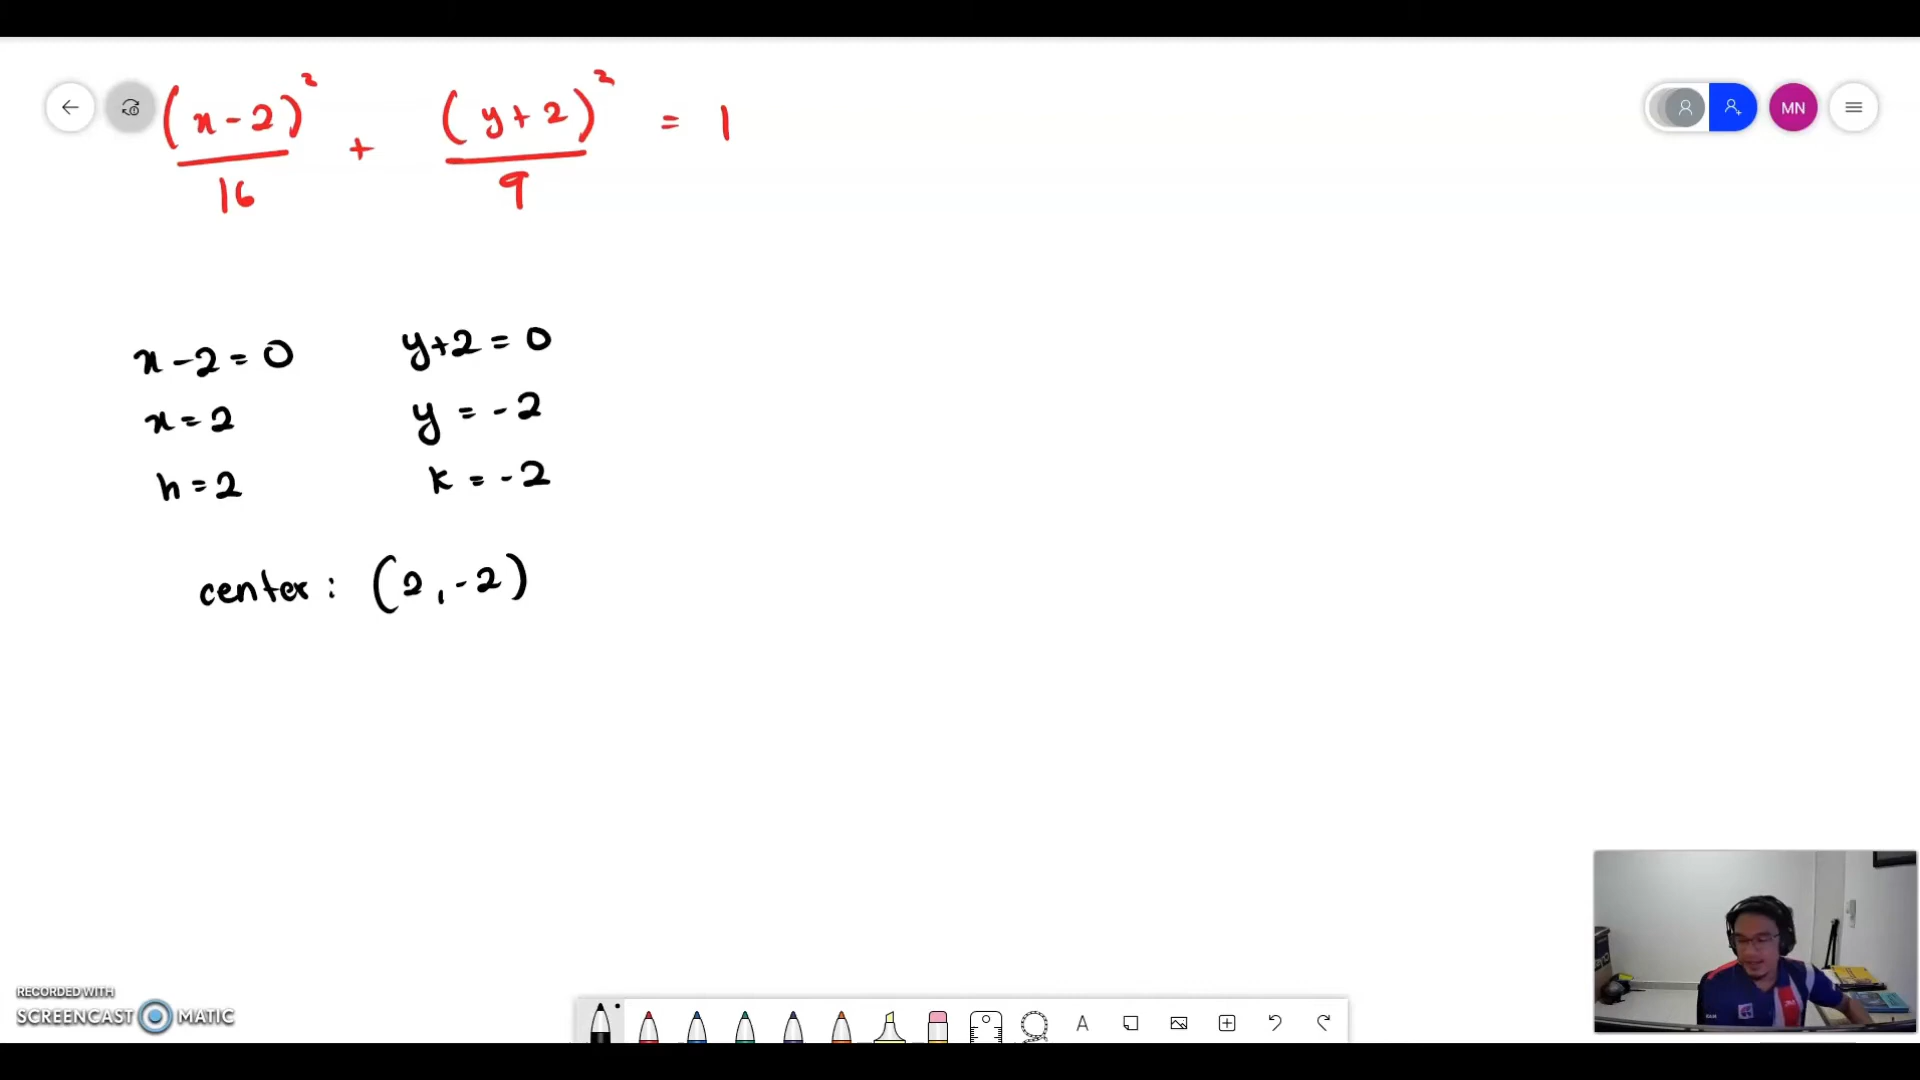 (x-2)² / 16 + (y+2)² / 9 = 1
MN
x-2=0 y+2=0
x=2 y=-2
h=2 k=-2
center: (2,-2)
RECORDED WITH
SCREENCAST MATIC
A